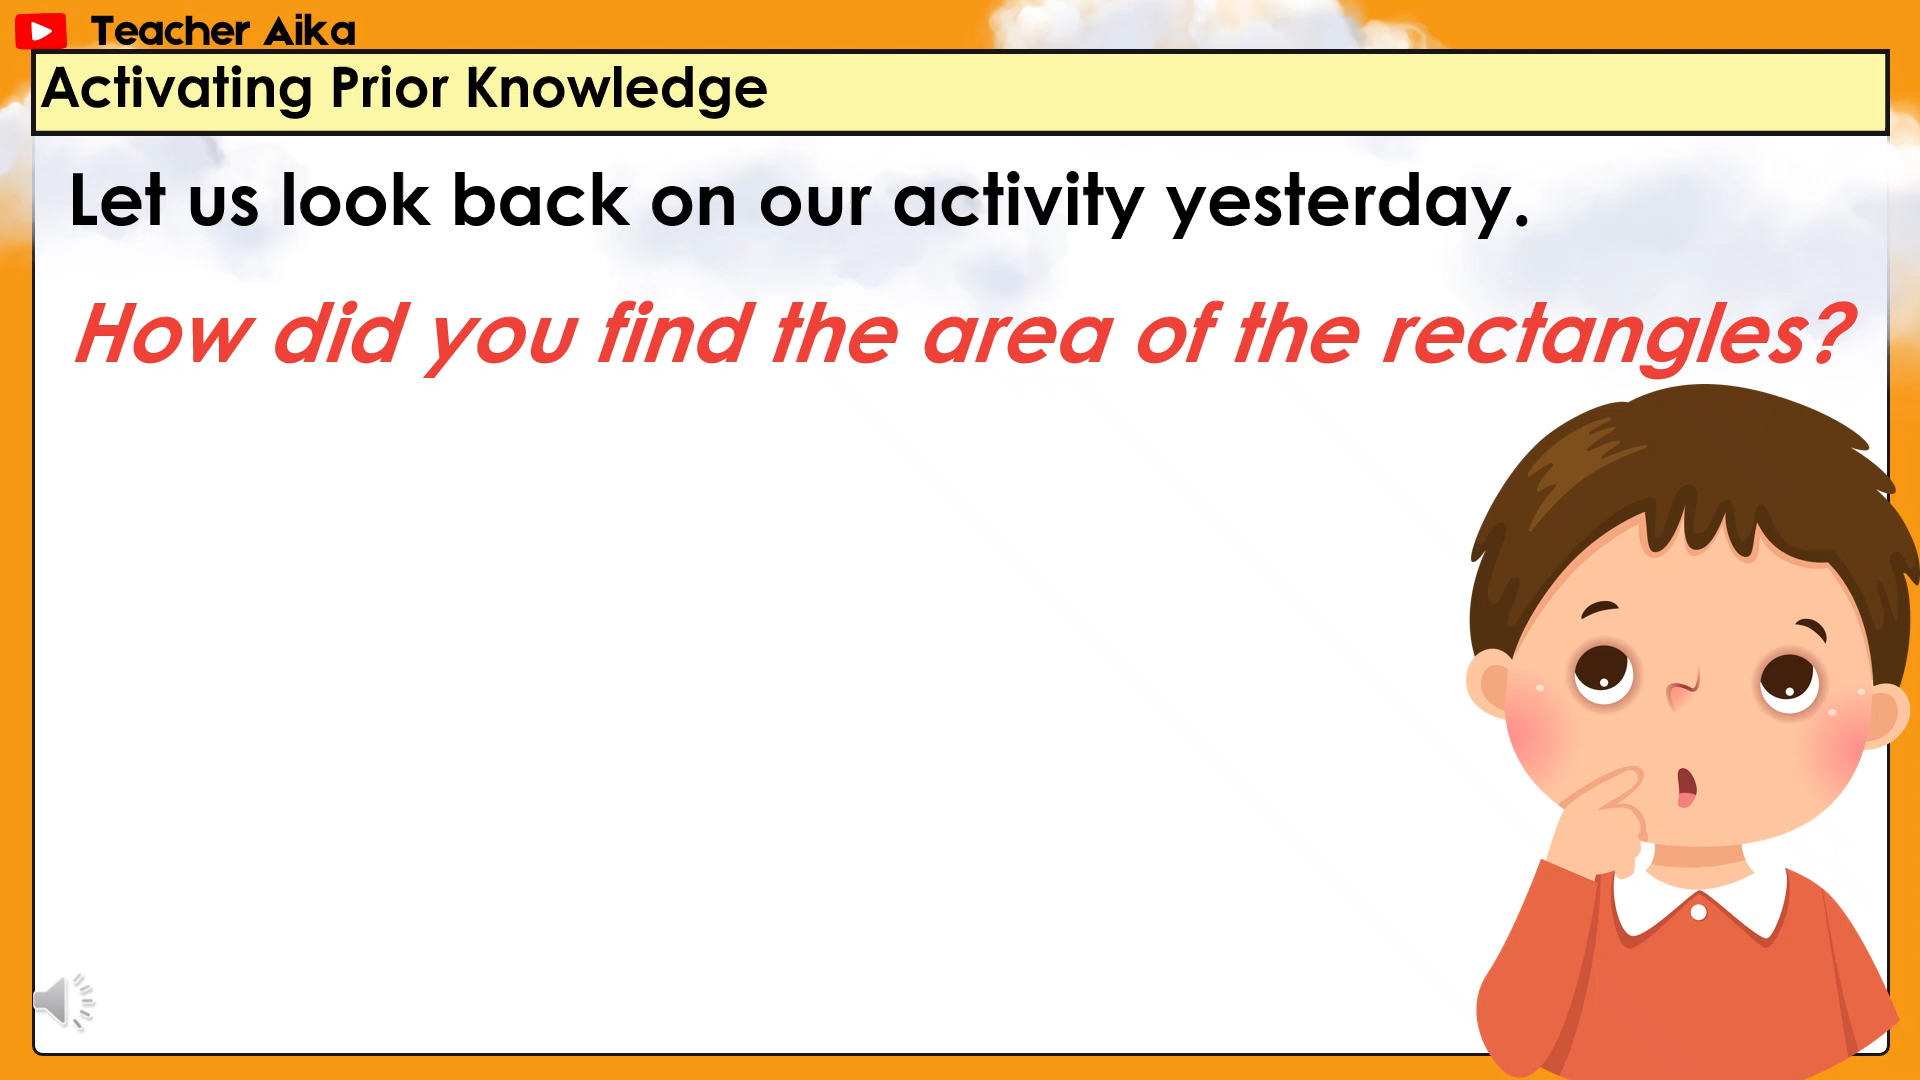 Teacher Aika
Activating Prior Knowledge
Let us look back on our activity yesterday.
How did you find the area of the rectangles?